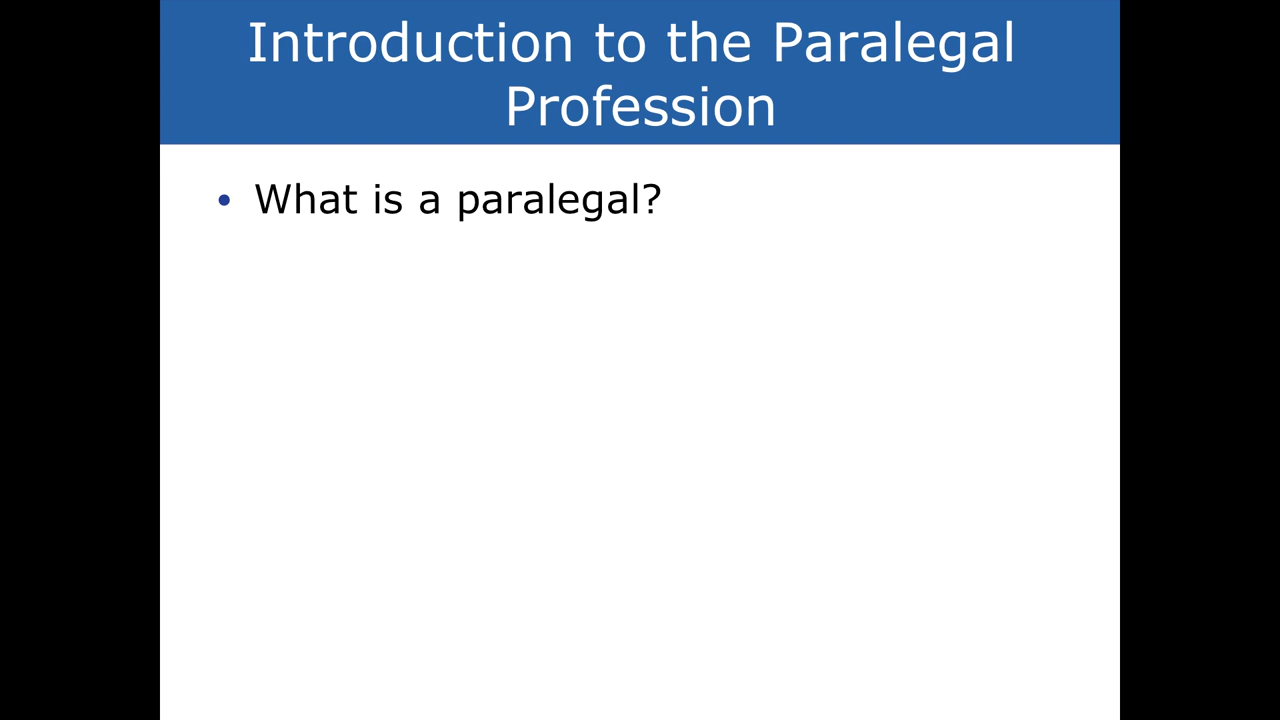 Introduction to the Paralegal
Profession
• What is a paralegal?